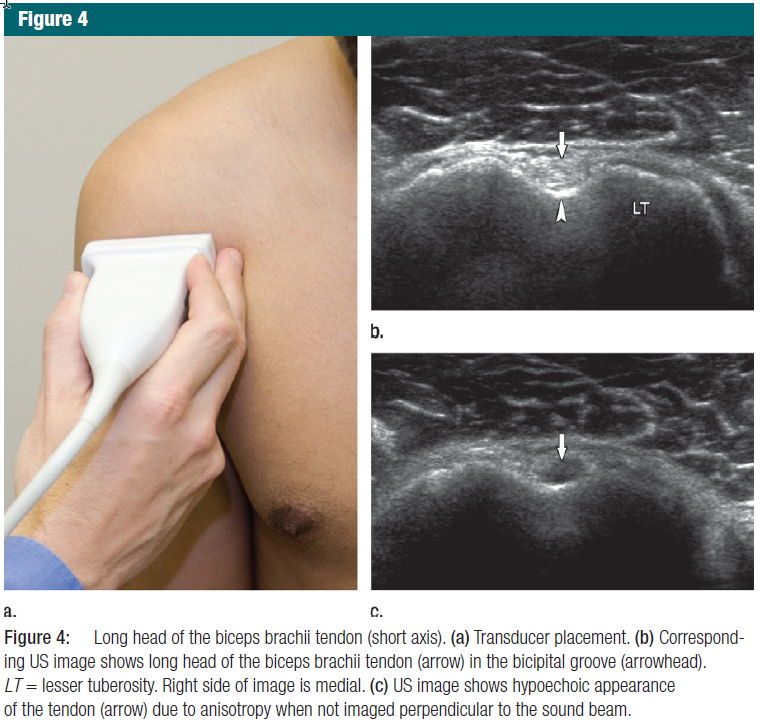 Figure 4
LT
b.
a.
c.
Figure 4: Long head of the biceps brachii tendon (short axis). (a) Transducer placement. (b) Correspond-
ing US image shows long head of the biceps brachii tendon (arrow) in the bicipital groove (arrowhead).
LT = lesser tuberosity. Right side of image is medial. (c) US image shows hypoechoic appearance
of the tendon (arrow) due to anisotropy when not imaged perpendicular to the sound beam.